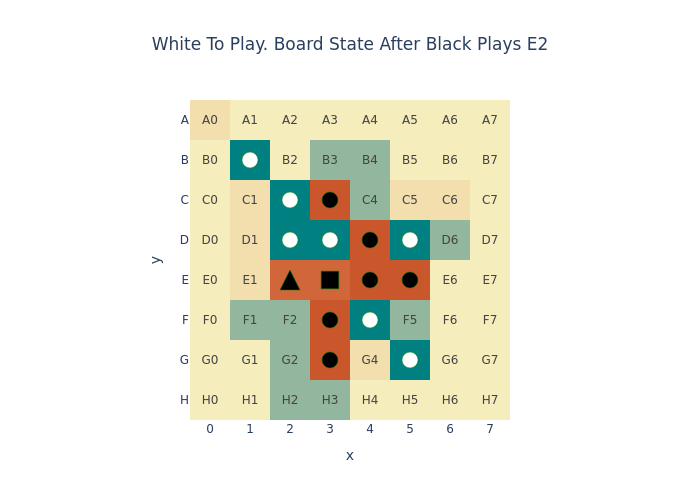 White To Play. Board State After Black Plays E2
A A0 A1 A2 A3 A4 A5 A6 A7
B B0 B2 B3 B4 B5 B6 B7
C C0 C1 C4 C5 C6 C7
D D0 D1 D6 D7
y
E E0 E1 E6 E7
F F0 F1 F2 F5 F6 F7
G G0 G1 G2 G4 G6 G7
H H0 H1 H2 H3 H4 H5 H6 H7
0 1 2 3 4 5 6 7
x